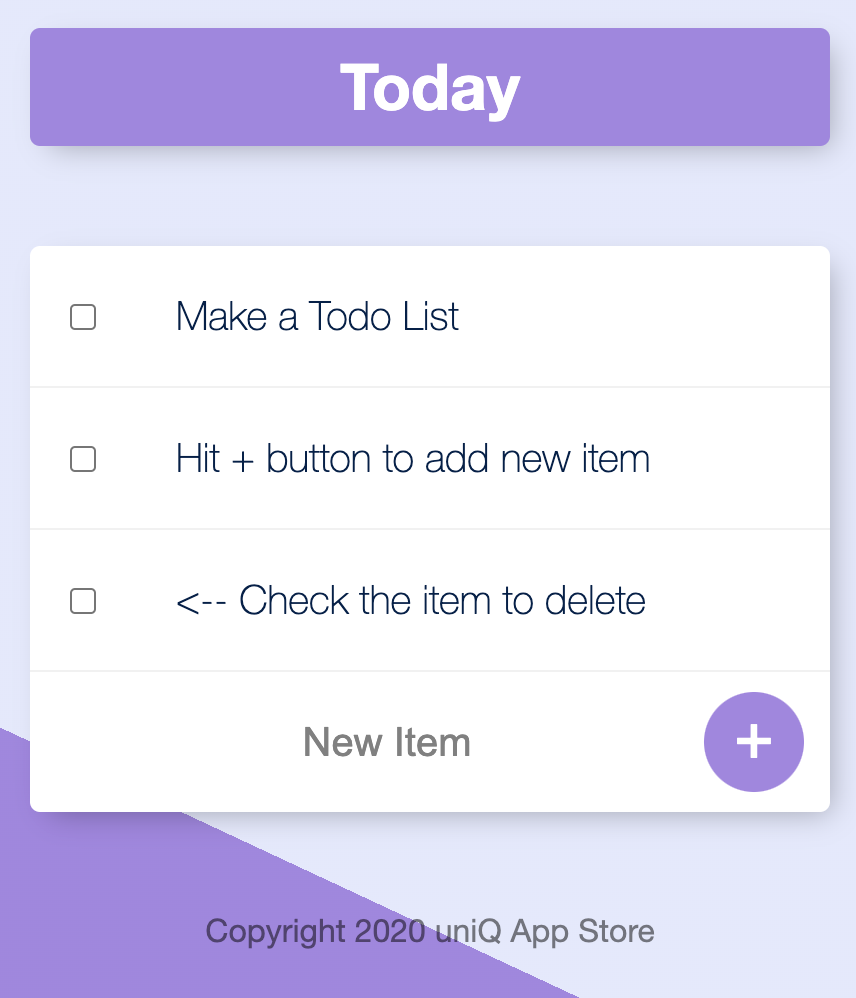 Today
Make a Todo List
Hit + button to add new item
<-- Check the item to delete
New Item
+
Copyright 2020 uniQ App Store